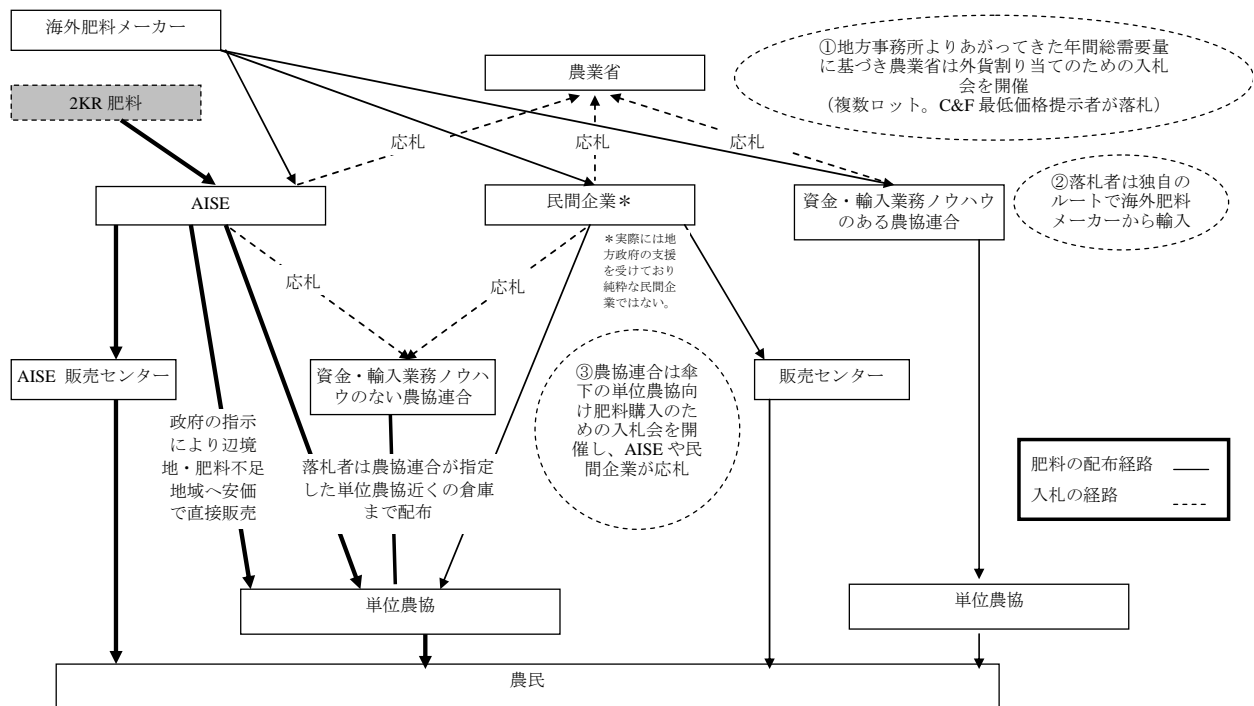 海外肥料メーカー
①地方事務所よりあがってきた年間総需要量
に基づき農業省は外貨割り当てのための入札
会を開催
(複数ロット。C&F 最低価格提示者が落札)
農業省
2KR 肥料
応札
応札
応札
AISE
民間企業＊
資金・輸入業務ノウハウ
のある農協連合
②落札者は独自の
ルートで海外肥料
メーカーから輸入
＊実際には地
方政府の支援
を受けており
純粋な民間企
業ではない。
応札
応札
AISE 販売センター
資金・輸入業務ノウハ
ウのない農協連合
③農協連合は傘
下の単位農協向
け肥料購入のた
めの入札会を開
催し、AISE や民
間企業が応札
販売センター
政府の指示
により辺境
地・肥料不足
地域へ安価
で直接販売
落札者は農協連合が指定
した単位農協近くの倉庫
まで配布
肥料の配布経路
入札の経路
単位農協
単位農協
農民